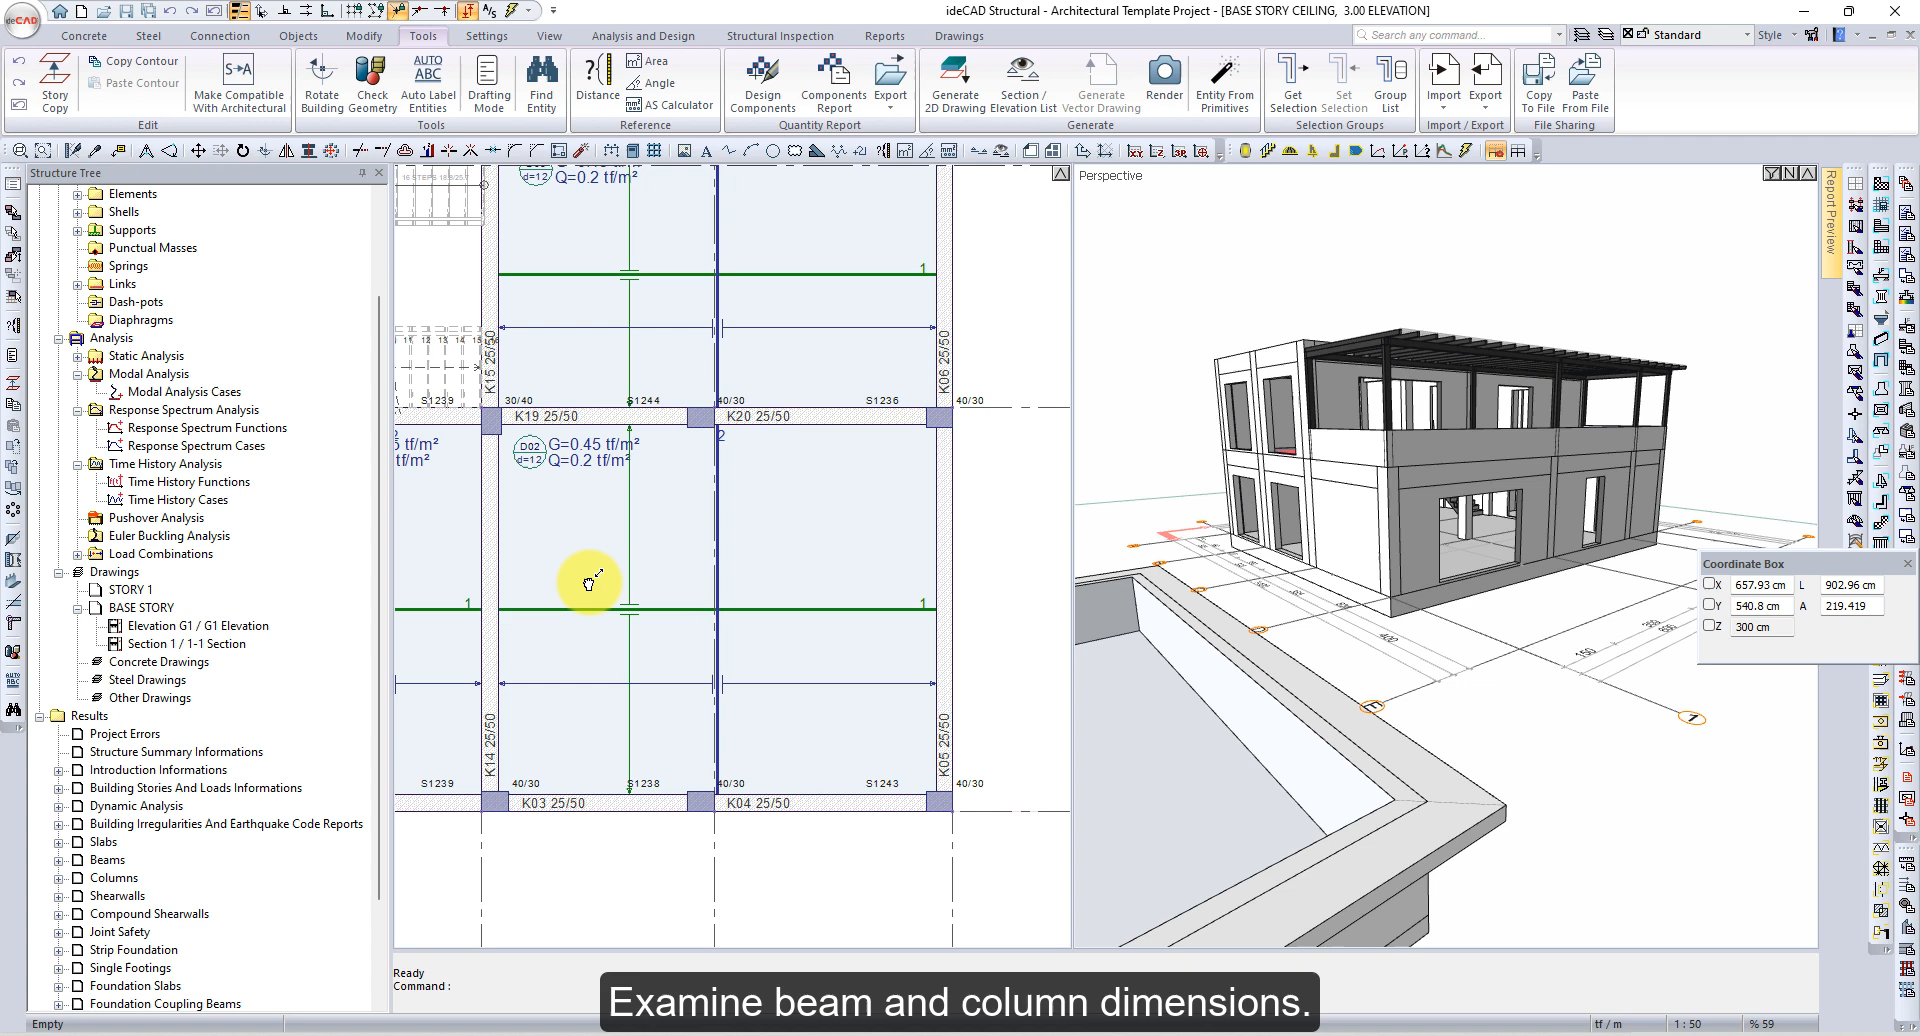 ideCAD Structural - Architectural Template Project - [BASE STORY CEILING, 3.00 ELEVATION]
ideCAD
Concrete Steel Connection Objects Modify Tools Settings View Analysis and Design Structural Inspection Reports Drawings
Search any command...
Standard
Style
Story Copy
Copy Contour
Paste Contour
Make Compatible With Architectural
Edit
Rotate Building
Check Geometry
Auto Label Entities
Drafting Mode
Find Entity
Tools
Distance
Area
Angle
AS Calculator
Reference
Design Components
Components Report
Export
Quantity Report
Generate 2D Drawing
Section / Elevation List
Generate Vector Drawing
Render
Entity From Primitives
Generate
Get Selection
Set Selection
Group List
Selection Groups
Import
Export
Import / Export
Copy To File
Paste From File
File Sharing
Structure Tree
Elements
Shells
Supports
Punctual Masses
Springs
Links
Dash-pots
Diaphragms
Analysis
Static Analysis
Modal Analysis
Modal Analysis Cases
Response Spectrum Analysis
Response Spectrum Functions
Response Spectrum Cases
Time History Analysis
Time History Functions
Time History Cases
Pushover Analysis
Euler Buckling Analysis
Load Combinations
Drawings
STORY 1
BASE STORY
Elevation G1 / G1 Elevation
Section 1 / 1-1 Section
Concrete Drawings
Steel Drawings
Other Drawings
Results
Project Errors
Structure Summary Informations
Introduction Informations
Building Stories And Loads Informations
Dynamic Analysis
Building Irregularities And Earthquake Code Reports
Slabs
Beams
Columns
Shearwalls
Compound Shearwalls
Joint Safety
Strip Foundation
Single Footings
Foundation Slabs
Foundation Coupling Beams
d=12 Q=0.2 tf/m²
1
K15 25/50
K06 25/50
S1239 30/40 S1244 40/30 S1236 40/30
K19 25/50 K20 25/50
tf/m² D02 G=0.45 tf/m² 2
tf/m² d=12 Q=0.2 tf/m²
1 1
K14 25/50
K05 25/50
S1239 40/30 S1238 40/30 S1243 40/30
K03 25/50 K04 25/50
Perspective
Report Preview
400
150
E
7
Coordinate Box
X 657.93 cm L 902.96 cm
Y 540.8 cm A 219.419
Z 300 cm
Ready
Command :
Examine beam and column dimensions.
Empty
tf / m 1 : 50 % 59